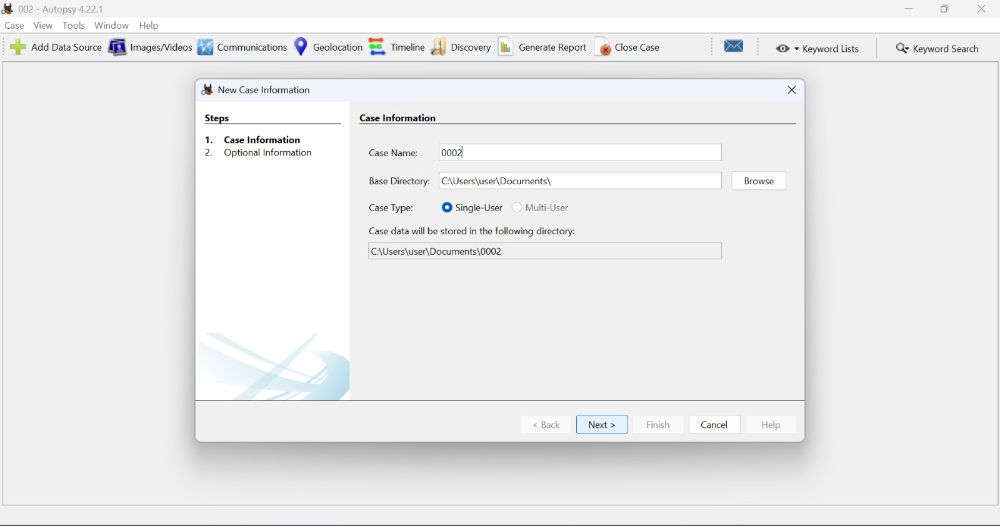 002 - Autopsy 4.22.1
Case View Tools Window Help
Add Data Source Images/Videos Communications Geolocation Timeline Discovery Generate Report Close Case Keyword Lists Keyword Search
New Case Information
Steps
1. Case Information
2. Optional Information
Case Information
Case Name: 0002
Base Directory: C:\Users\user\Documents\ Browse
Case Type: Single-User Multi-User
Case data will be stored in the following directory:
C:\Users\user\Documents\0002
< Back Next > Finish Cancel Help